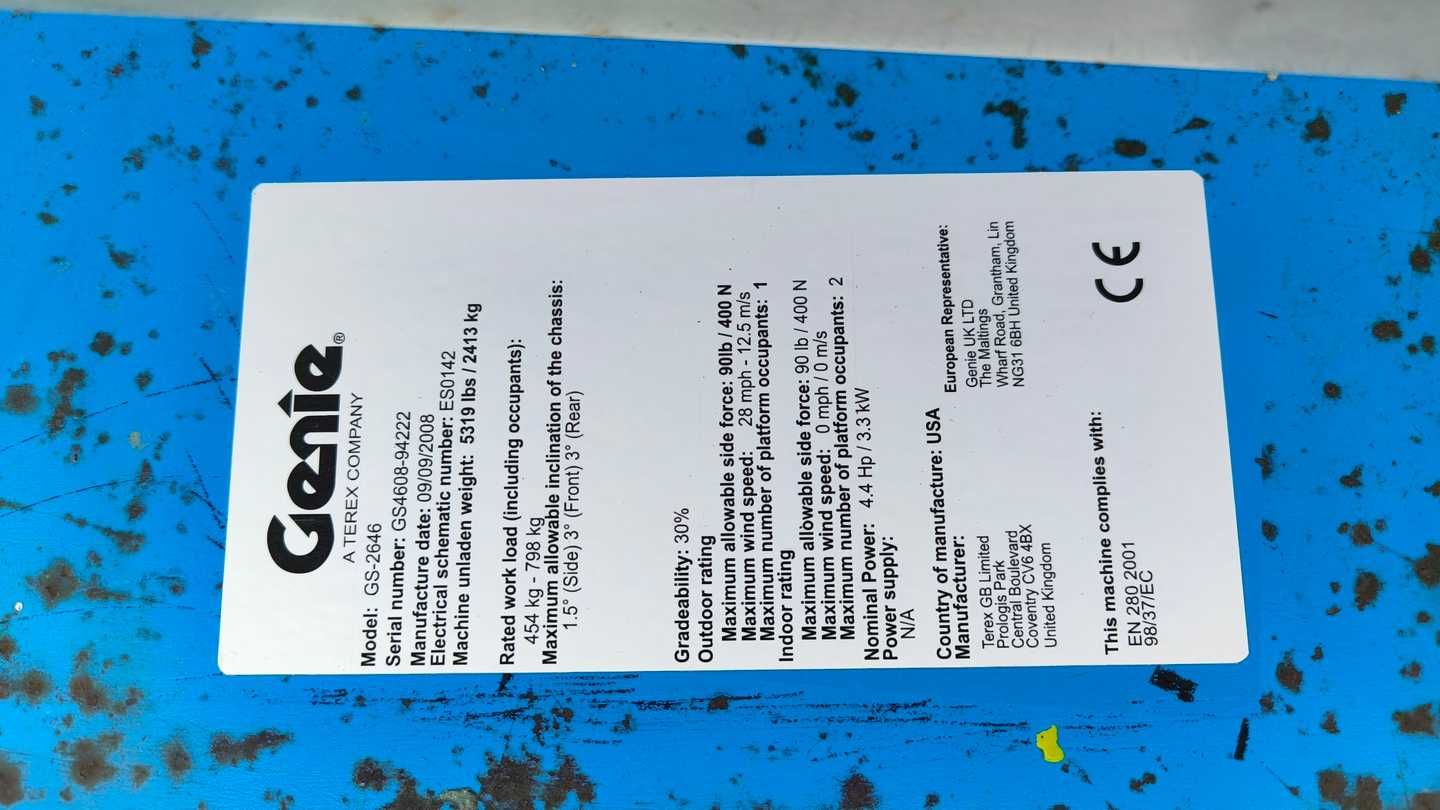 Genie®
A TEREX COMPANY
Model: GS-2646
Serial number: GS4608-94222
Manufacture date: 09/09/2008
Electrical schematic number: ES0142
Machine unladen weight: 5319 lbs / 2413 kg
Rated work load (including occupants):
454 kg - 798 kg
Maximum allowable inclination of the chassis:
1.5° (Side) 3° (Front) 3° (Rear)
Gradeability: 30%
Outdoor rating
Maximum allowable side force: 90lb / 400 N
Maximum wind speed: 28 mph - 12.5 m/s
Maximum number of platform occupants: 1
Indoor rating
Maximum allowable side force: 90 lb / 400 N
Maximum wind speed: 0 mph / 0 m/s
Maximum number of platform occupants: 2
Nominal Power: 4.4 Hp / 3.3 kW
Power supply:
N/A
Country of manufacture: USA
Manufacturer:
Terex GB Limited
Prologis Park
Central Boulevard
Coventry CV6 4BX
United Kingdom
European Representative:
Genie UK LTD
The Maltings
Wharf Road, Grantham, Lin
NG31 6BH United Kingdom
This machine complies with:
EN 280 2001
98/37/EC
CE